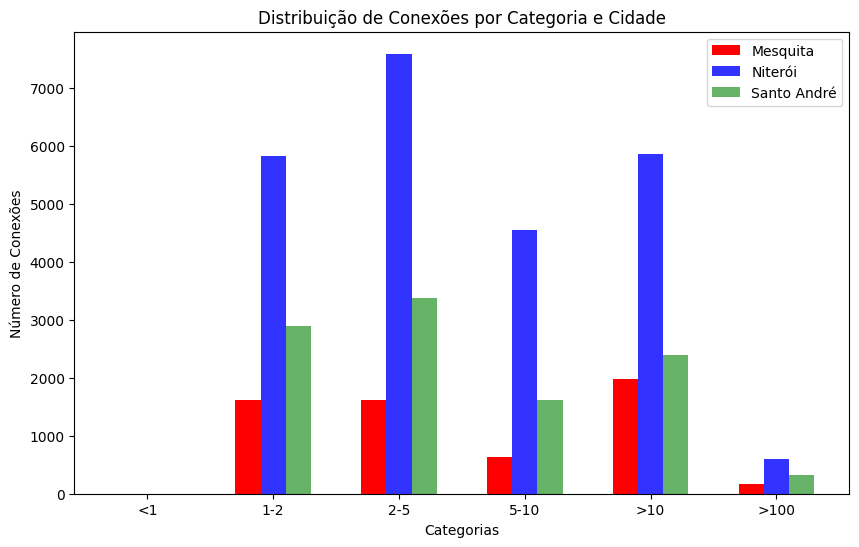 Distribuição de Conexões por Categoria e Cidade
Mesquita
Niterói
Santo André
Número de Conexões
7000
6000
5000
4000
3000
2000
1000
0
<1 1-2 2-5 5-10 >10 >100
Categorias